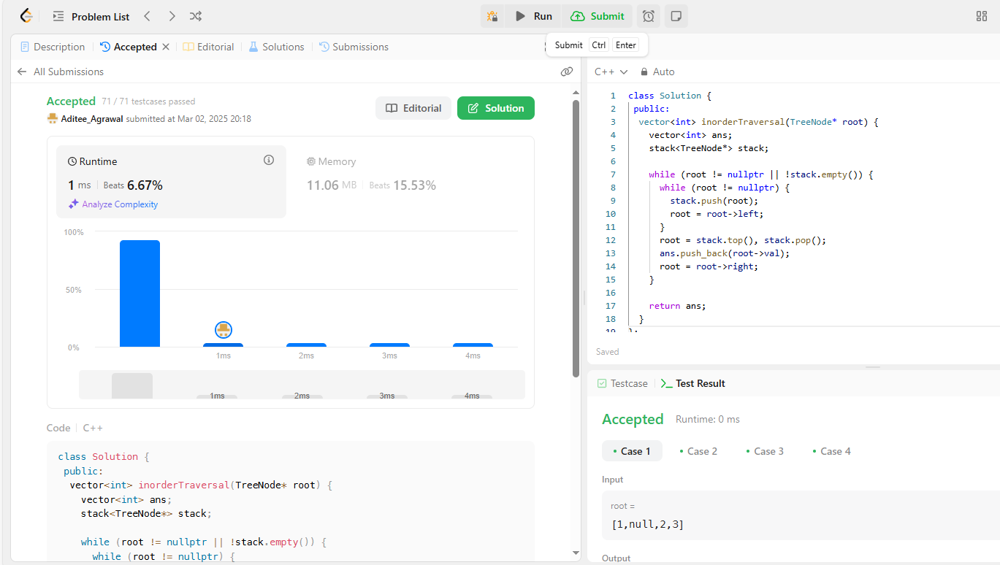 Problem List
Run
Submit
Submit Ctrl Enter
Description
Accepted
Editorial
Solutions
Submissions
All Submissions
Accepted 71 / 71 testcases passed
Aditee_Agrawal submitted at Mar 02, 2025 20:18
Editorial
Solution
Runtime
1 ms Beats 6.67%
Analyze Complexity
Memory
11.06 MB Beats 15.53%
100%
50%
0%
1ms 2ms 3ms 4ms
1ms 2ms 3ms 4ms
Code C++
class Solution {
 public:
  vector<int> inorderTraversal(TreeNode* root) {
    vector<int> ans;
    stack<TreeNode*> stack;

    while (root != nullptr || !stack.empty()) {
      while (root != nullptr) {
C++ Auto
1 class Solution {
2  public:
3   vector<int> inorderTraversal(TreeNode* root) {
4     vector<int> ans;
5     stack<TreeNode*> stack;
6
7     while (root != nullptr || !stack.empty()) {
8       while (root != nullptr) {
9         stack.push(root);
10         root = root->left;
11       }
12       root = stack.top(), stack.pop();
13       ans.push_back(root->val);
14       root = root->right;
15     }
16
17     return ans;
18   }
19 };
Saved
Testcase
Test Result
Accepted Runtime: 0 ms
Case 1
Case 2
Case 3
Case 4
Input
root =
[1,null,2,3]
Output